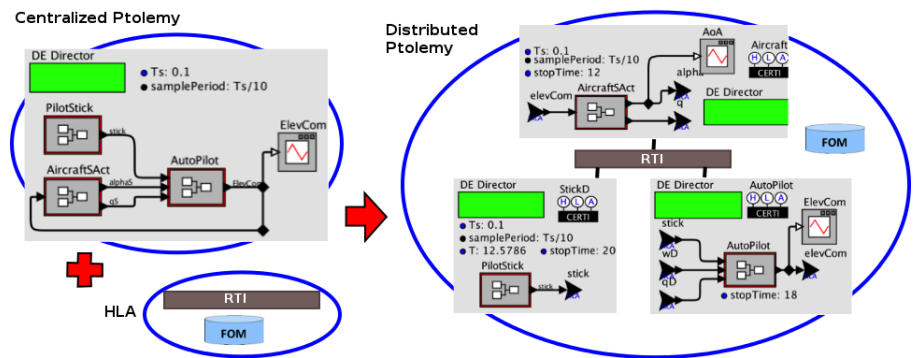 Centralized Ptolemy
DE Director
Ts: 0.1
samplePeriod: Ts/10
PilotStick
stick
ElevCom
AutoPilot
AircraftSAct
alphaS
qS
ElevCom
HLA
RTI
FOM
Distributed
Ptolemy
Ts: 0.1
samplePeriod: Ts/10
stopTime: 12
AoA
Aircraft
H L A
CERTI
alpha
elevCom
AircraftSAct
q
DE Director
RTI
FOM
DE Director
StickD
H L A
CERTI
Ts: 0.1
samplePeriod: Ts/10
T: 12.5786
stopTime: 20
PilotStick
stick
stick
DE Director
AutoPilot
H L A
CERTI
ElevCom
stick
wD
AutoPilot
elevCom
qD
stopTime: 18